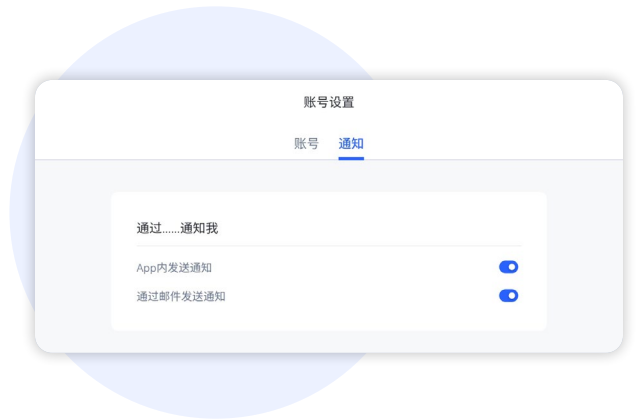 账号设置
账号 通知
通过......通知我
App内发送通知
通过邮件发送通知